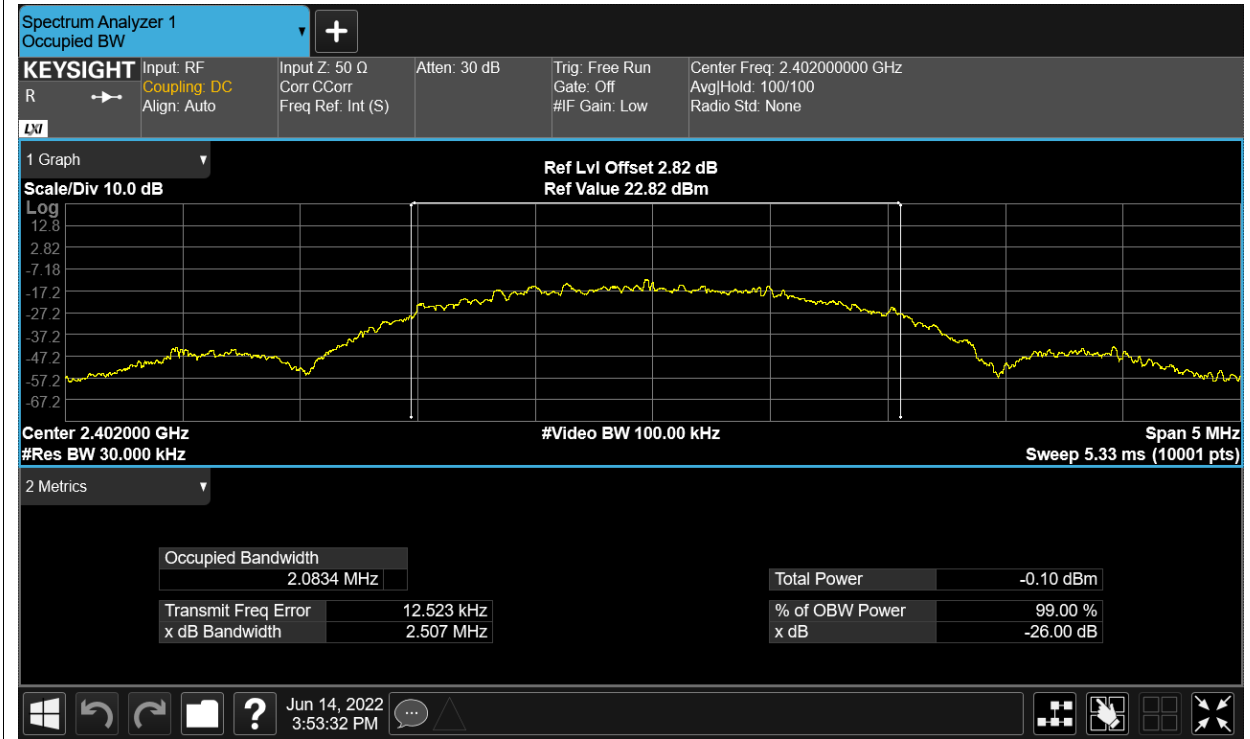 Spectrum Analyzer 1
Occupied BW
KEYSIGHT
R
LXI
Input: RF
Coupling: DC
Align: Auto
Input Z: 50 Ω
Corr CCorr
Freq Ref: Int (S)
Atten: 30 dB
Trig: Free Run
Gate: Off
#IF Gain: Low
Center Freq: 2.402000000 GHz
Avg|Hold: 100/100
Radio Std: None
1 Graph
Scale/Div 10.0 dB
Ref Lvl Offset 2.82 dB
Ref Value 22.82 dBm
Log
12.8
2.82
-7.18
-17.2
-27.2
-37.2
-47.2
-57.2
-67.2
Center 2.402000 GHz
#Video BW 100.00 kHz
Span 5 MHz
#Res BW 30.000 kHz
Sweep 5.33 ms (10001 pts)
2 Metrics
Occupied Bandwidth
2.0834 MHz
Total Power -0.10 dBm
Transmit Freq Error 12.523 kHz
% of OBW Power 99.00 %
x dB Bandwidth 2.507 MHz
x dB -26.00 dB
?
Jun 14, 2022
3:53:32 PM